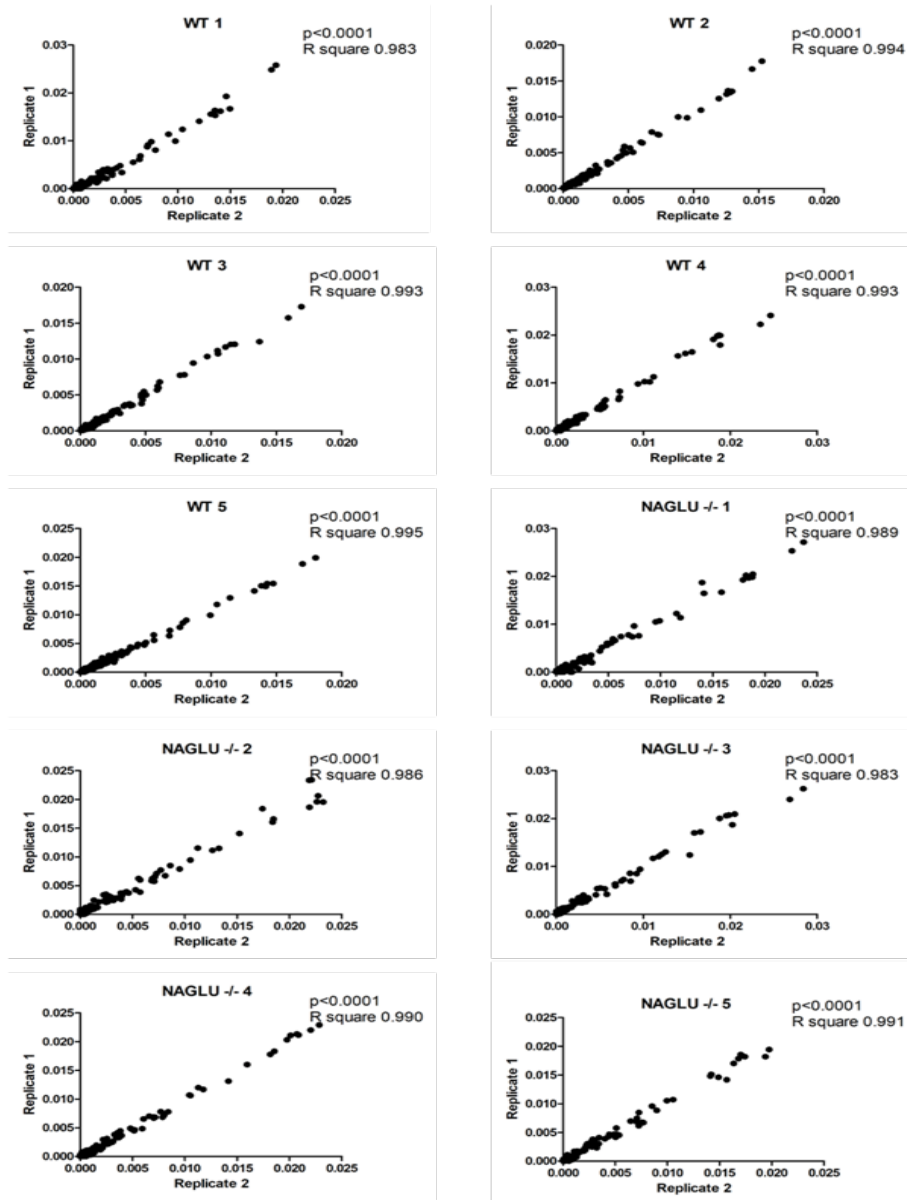 WT 1
p<0.0001
R square 0.983
0.03
0.02
0.01
0.00
Replicate 1
0.000 0.005 0.010 0.015 0.020 0.025
Replicate 2
WT 2
p<0.0001
R square 0.994
0.020
0.015
0.010
0.005
0.000
Replicate 1
0.000 0.005 0.010 0.015 0.020
Replicate 2
WT 3
p<0.0001
R square 0.993
0.020
0.015
0.010
0.005
0.000
Replicate 1
0.000 0.005 0.010 0.015 0.020
Replicate 2
WT 4
p<0.0001
R square 0.993
0.03
0.02
0.01
0.00
Replicate 1
0.00 0.01 0.02 0.03
Replicate 2
WT 5
p<0.0001
R square 0.995
0.025
0.020
0.015
0.010
0.005
0.000
Replicate 1
0.000 0.005 0.010 0.015 0.020
Replicate 2
NAGLU -/- 1
p<0.0001
R square 0.989
0.03
0.02
0.01
0.00
Replicate 1
0.000 0.005 0.010 0.015 0.020 0.025
Replicate 2
NAGLU -/- 2
p<0.0001
R square 0.986
0.025
0.020
0.015
0.010
0.005
0.000
Replicate 1
0.000 0.005 0.010 0.015 0.020 0.025
Replicate 2
NAGLU -/- 3
p<0.0001
R square 0.983
0.03
0.02
0.01
0.00
Replicate 1
0.00 0.01 0.02 0.03
Replicate 2
NAGLU -/- 4
p<0.0001
R square 0.990
0.025
0.020
0.015
0.010
0.005
0.000
Replicate 1
0.000 0.005 0.010 0.015 0.020 0.025
Replicate 2
NAGLU -/- 5
p<0.0001
R square 0.991
0.025
0.020
0.015
0.010
0.005
0.000
Replicate 1
0.000 0.005 0.010 0.015 0.020 0.025
Replicate 2